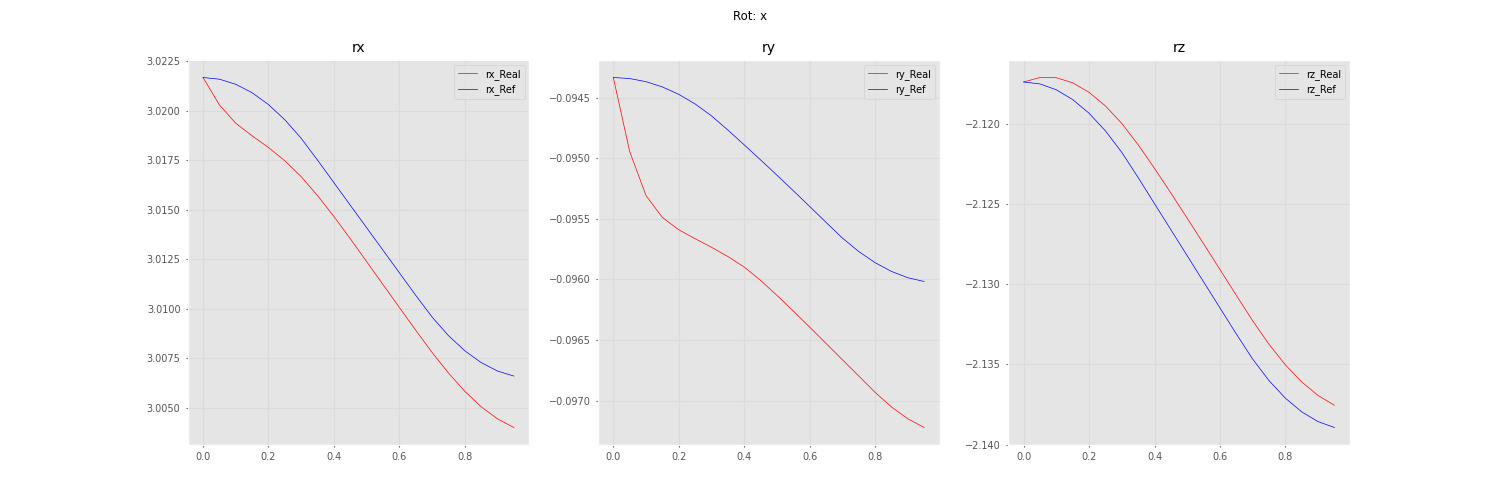 Rot: x
rx
3.0225
3.0200
3.0175
3.0150
3.0125
3.0100
3.0075
3.0050
0.0 0.2 0.4 0.6 0.8
rx_Real
rx_Ref
ry
−0.0945
−0.0950
−0.0955
−0.0960
−0.0965
−0.0970
0.0 0.2 0.4 0.6 0.8
ry_Real
ry_Ref
rz
−2.120
−2.125
−2.130
−2.135
−2.140
0.0 0.2 0.4 0.6 0.8
rz_Real
rz_Ref